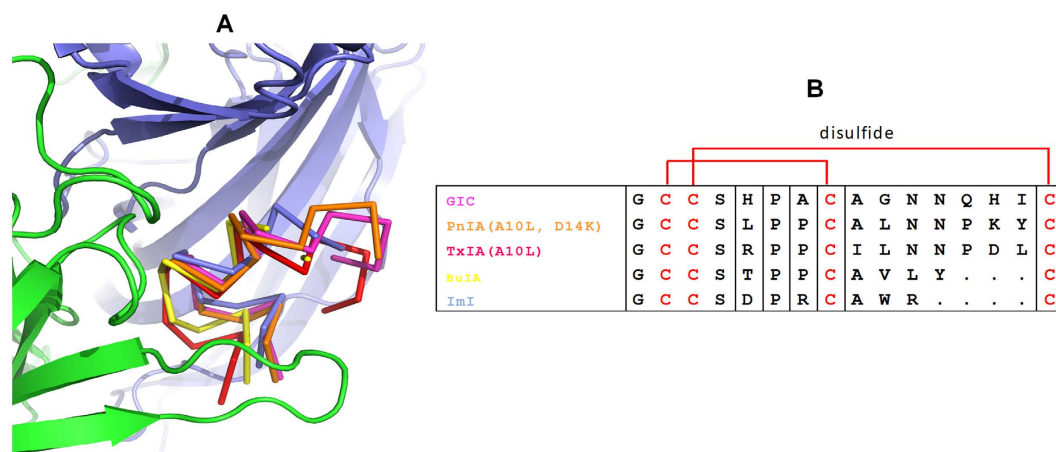 A
B
disulfide
GIC G C C S H P A C A G N N Q H I C
PnIA(A10L, D14K) G C C S L P P C A L N N P K Y C
TxIA(A10L) G C C S R P P C I L N N P D L C
BuIA G C C S T P P C A V L Y . . . C
ImI G C C S D P R C A W R . . . . C